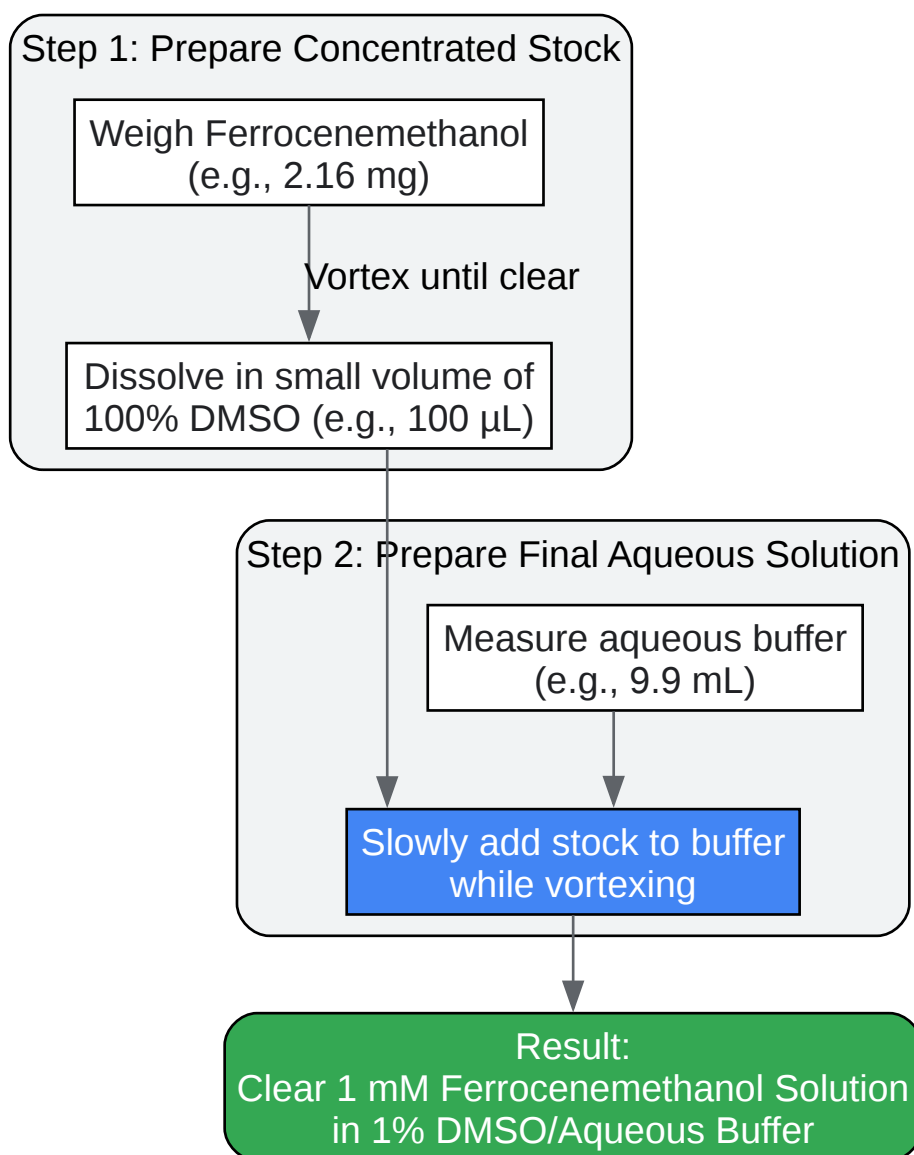 Step 1: Prepare Concentrated Stock
Weigh Ferrocenemethanol
(e.g., 2.16 mg)
Vortex until clear
Dissolve in small volume of
100% DMSO (e.g., 100 µL)
Step 2: Prepare Final Aqueous Solution
Measure aqueous buffer
(e.g., 9.9 mL)
Slowly add stock to buffer
while vortexing
Result:
Clear 1 mM Ferrocenemethanol Solution
in 1% DMSO/Aqueous Buffer